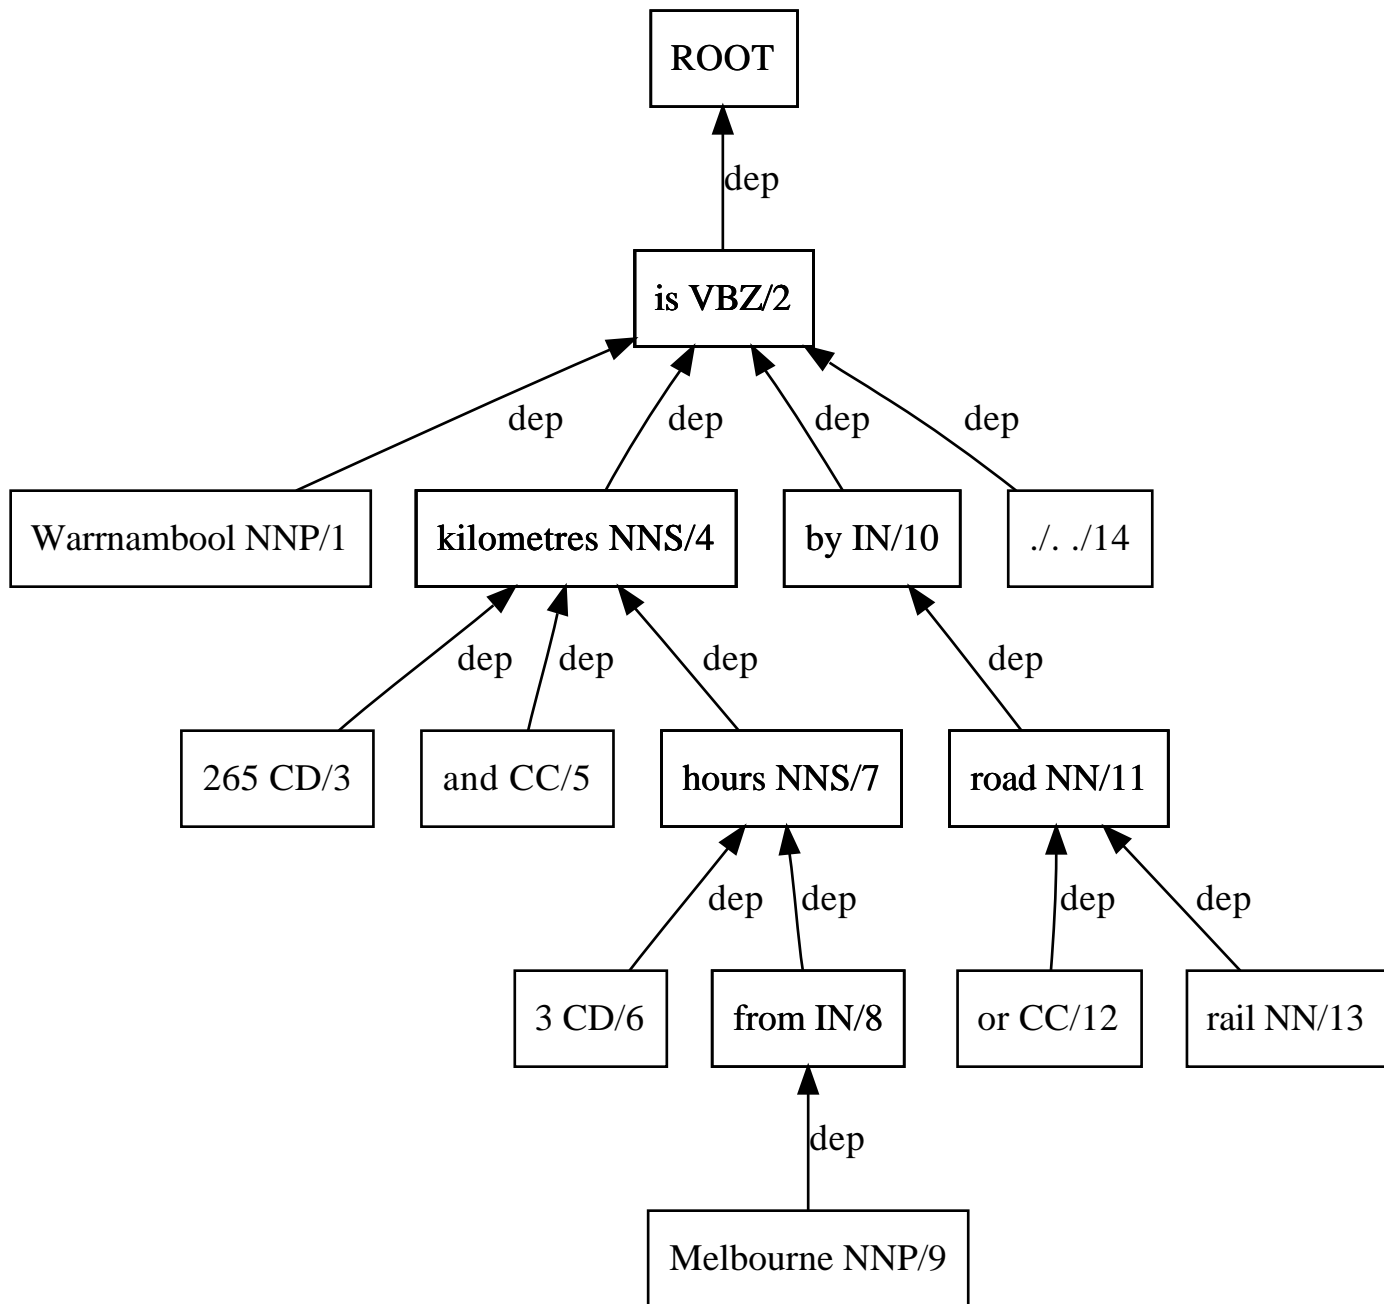 ROOT
dep
is VBZ/2
dep dep dep dep
Warrnambool NNP/1 kilometres NNS/4 by IN/10 ./. ./14
dep dep dep dep
265 CD/3 and CC/5 hours NNS/7 road NN/11
dep dep dep dep
3 CD/6 from IN/8 or CC/12 rail NN/13
dep
Melbourne NNP/9